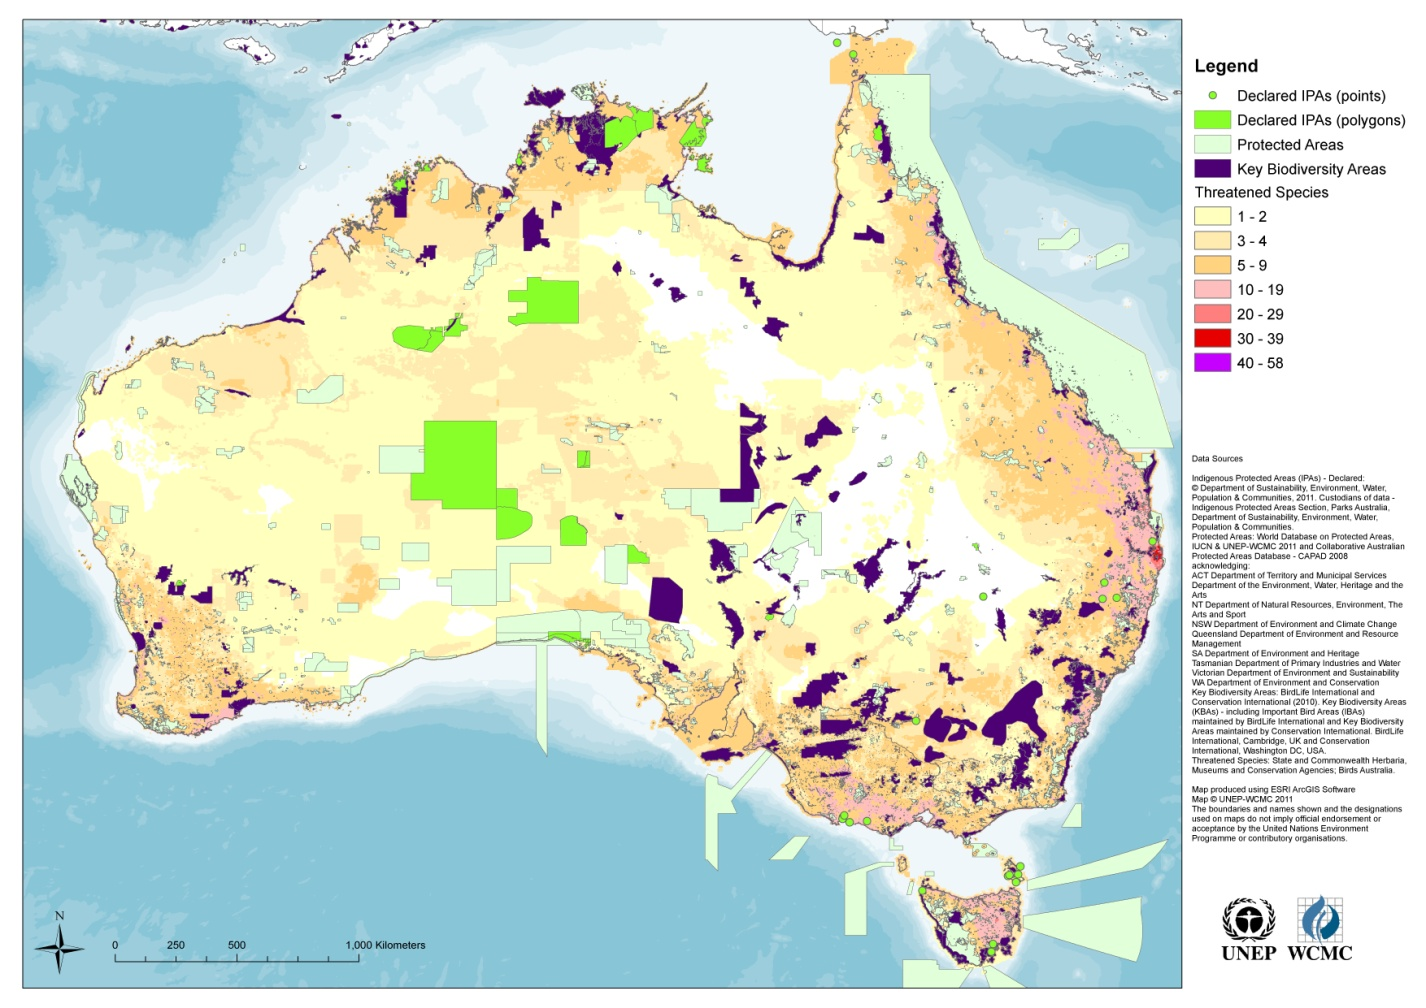 Legend
Declared IPAs (points)
Declared IPAs (polygons)
Protected Areas
Key Biodiversity Areas
Threatened Species
1 - 2
3 - 4
5 - 9
10 - 19
20 - 29
30 - 39
40 - 58
Data Sources
Indigenous Protected Areas (IPAs) - Declared:
© Department of Sustainability, Environment, Water,
Population & Communities, 2011. Custodians of data -
Indigenous Protected Areas Section, Parks Australia,
Department of Sustainability, Environment, Water,
Population & Communities.
Protected Areas: World Database on Protected Areas,
IUCN & UNEP-WCMC 2011 and Collaborative Australian
Protected Areas Database - CAPAD 2008
acknowledging:
ACT Department of Territory and Municipal Services
Department of the Environment, Water, Heritage and the
Arts
NT Department of Natural Resources, Environment, The
Arts and Sport
NSW Department of Environment and Climate Change
Queensland Department of Environment and Resource
Management
SA Department of Environment and Heritage
Tasmanian Department of Primary Industries and Water
Victorian Department of Environment and Sustainability
WA Department of Environment and Conservation
Key Biodiversity Areas: BirdLife International and
Conservation International (2010). Key Biodiversity Areas
(KBAs) - including Important Bird Areas (IBAs)
maintained by BirdLife International and Key Biodiversity
Areas maintained by Conservation International. BirdLife
International, Cambridge, UK and Conservation
International, Washington DC, USA.
Threatened Species: State and Commonwealth Herbaria,
Museums and Conservation Agencies; Birds Australia.
Map produced using ESRI ArcGIS Software
Map © UNEP-WCMC 2011
The boundaries and names shown and the designations
used on maps do not imply official endorsement or
acceptance by the United Nations Environment
Programme or contributory organisations.
N
0 250 500 1,000 Kilometers
UNEP WCMC